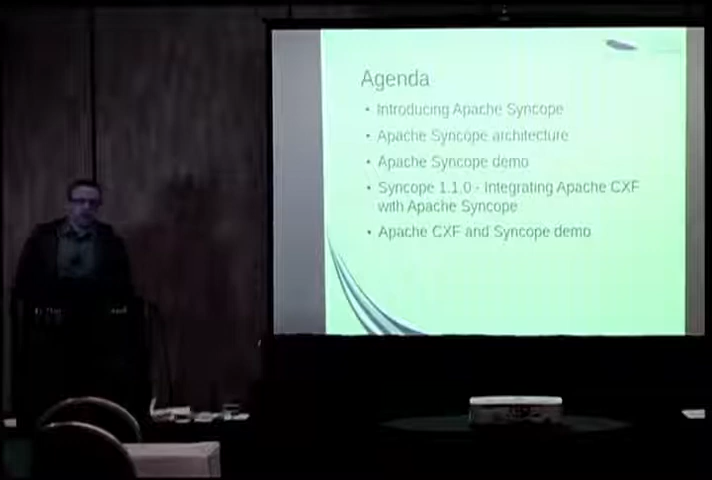 Agenda
• Introducing Apache Syncope
• Apache Syncope architecture
• Apache Syncope demo
• Syncope 1.1.0 - Integrating Apache CXF
with Apache Syncope
• Apache CXF and Syncope demo